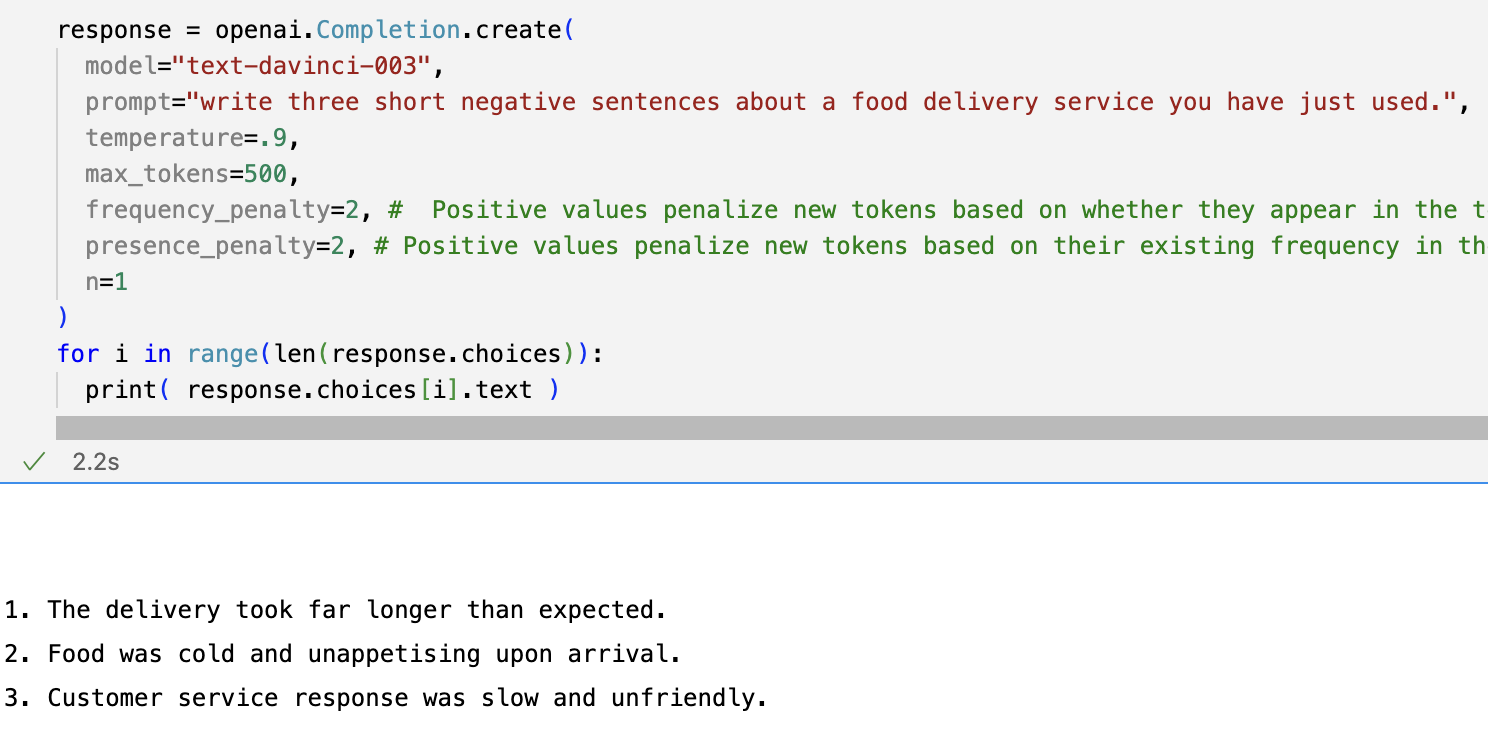 response = openai.Completion.create(
model="text-davinci-003",
prompt="write three short negative sentences about a food delivery service you have just used.",
temperature=.9,
max_tokens=500,
frequency_penalty=2, #  Positive values penalize new tokens based on whether they appear in the
presence_penalty=2, # Positive values penalize new tokens based on their existing frequency in
n=1
)
for i in range(len(response.choices)):
print( response.choices[i].text )
2.2s
1. The delivery took far longer than expected.
2. Food was cold and unappetising upon arrival.
3. Customer service response was slow and unfriendly.